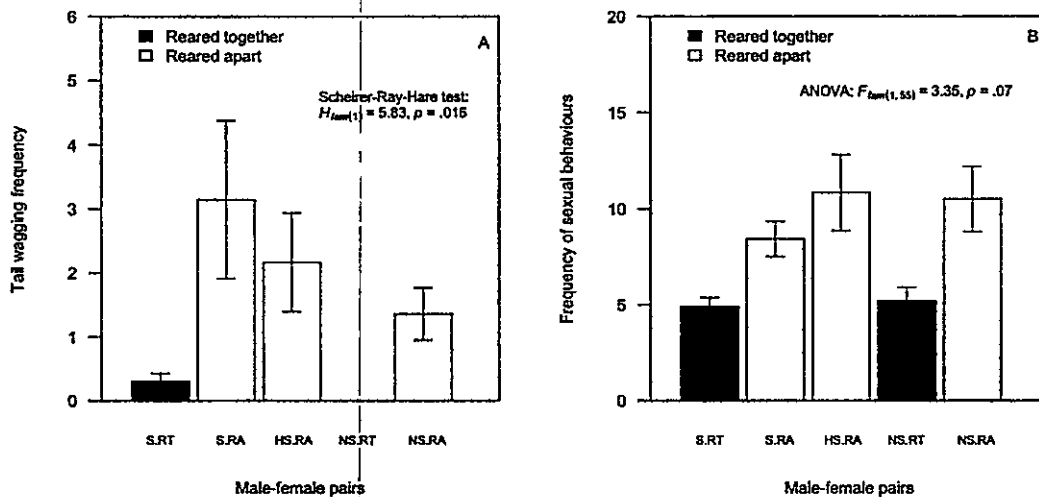 6
5
4
3
2
1
0
Tail wagging frequency
Reared together
Reared apart
A
Scheirer-Ray-Hare test:
H fam(1) = 5.83, p = .016
S.RT S.RA HS.RA NS.RT NS.RA
Male-female pairs
20
15
10
5
0
Frequency of sexual behaviours
Reared together
Reared apart
B
ANOVA: F fam(1, 55) = 3.35, p = .07
S.RT S.RA HS.RA NS.RT NS.RA
Male-female pairs